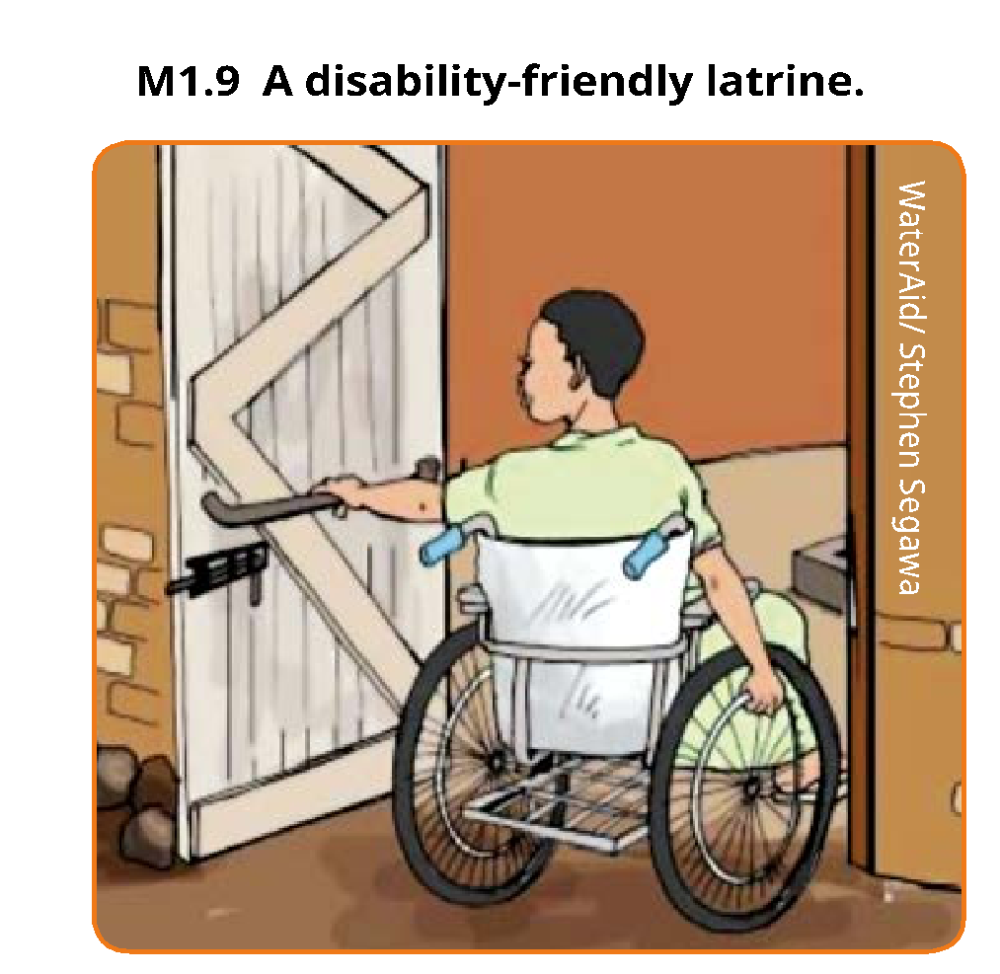 M1.9 A disability-friendly latrine.
WaterAid/ Stephen Segawa